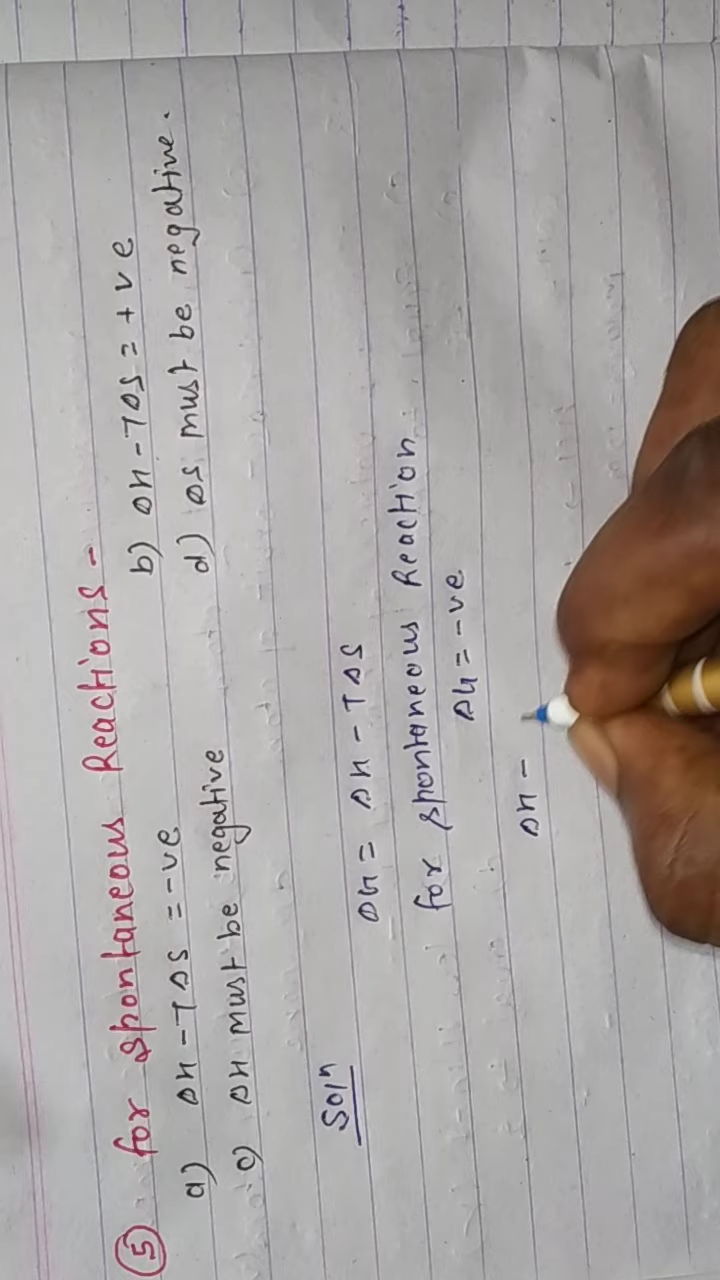 5 for spontaneous Reactions -
a) ΔH - TΔS = -ve b) ΔH - TΔS = +ve
c) ΔH must be negative d) ΔS must be negative.
Soln
ΔG = ΔH - TΔS
for spontaneous Reaction
ΔG = -ve
ΔH -